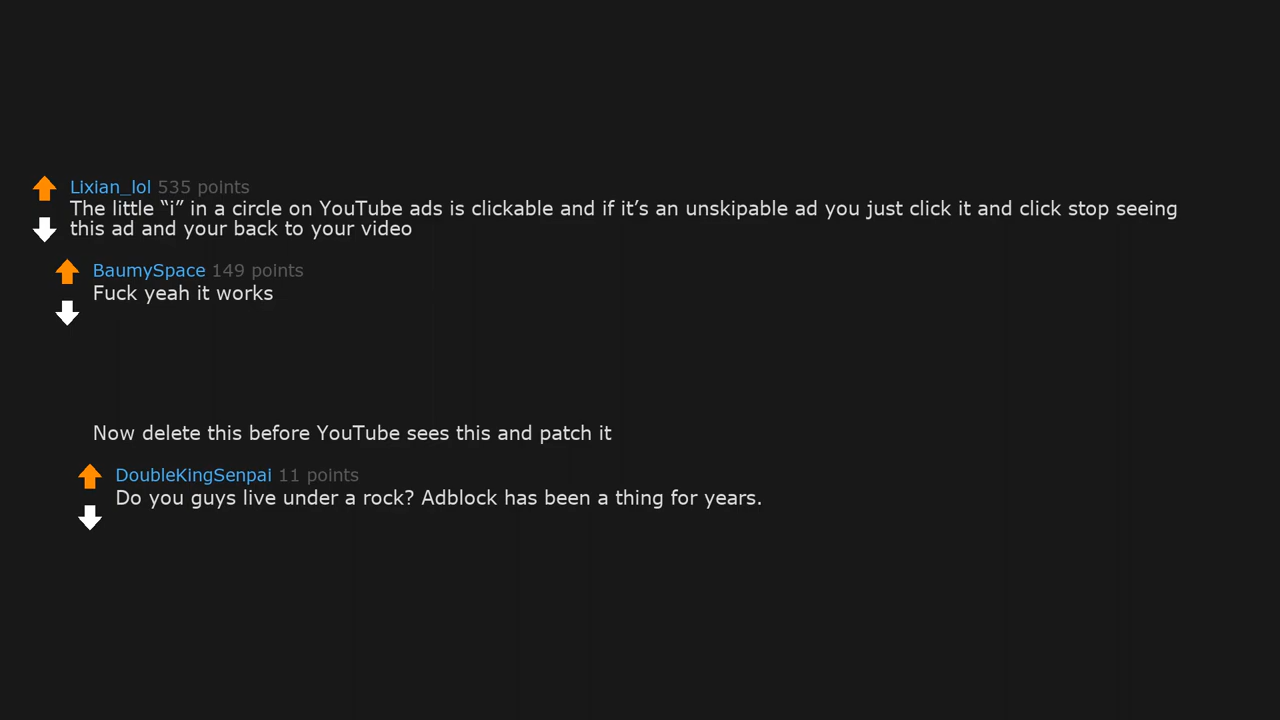 Lixian_lol 535 points
The little “i” in a circle on YouTube ads is clickable and if it’s an unskipable ad you just click it and click stop seeing
this ad and your back to your video
BaumySpace 149 points
Fuck yeah it works
Now delete this before YouTube sees this and patch it
DoubleKingSenpai 11 points
Do you guys live under a rock? Adblock has been a thing for years.